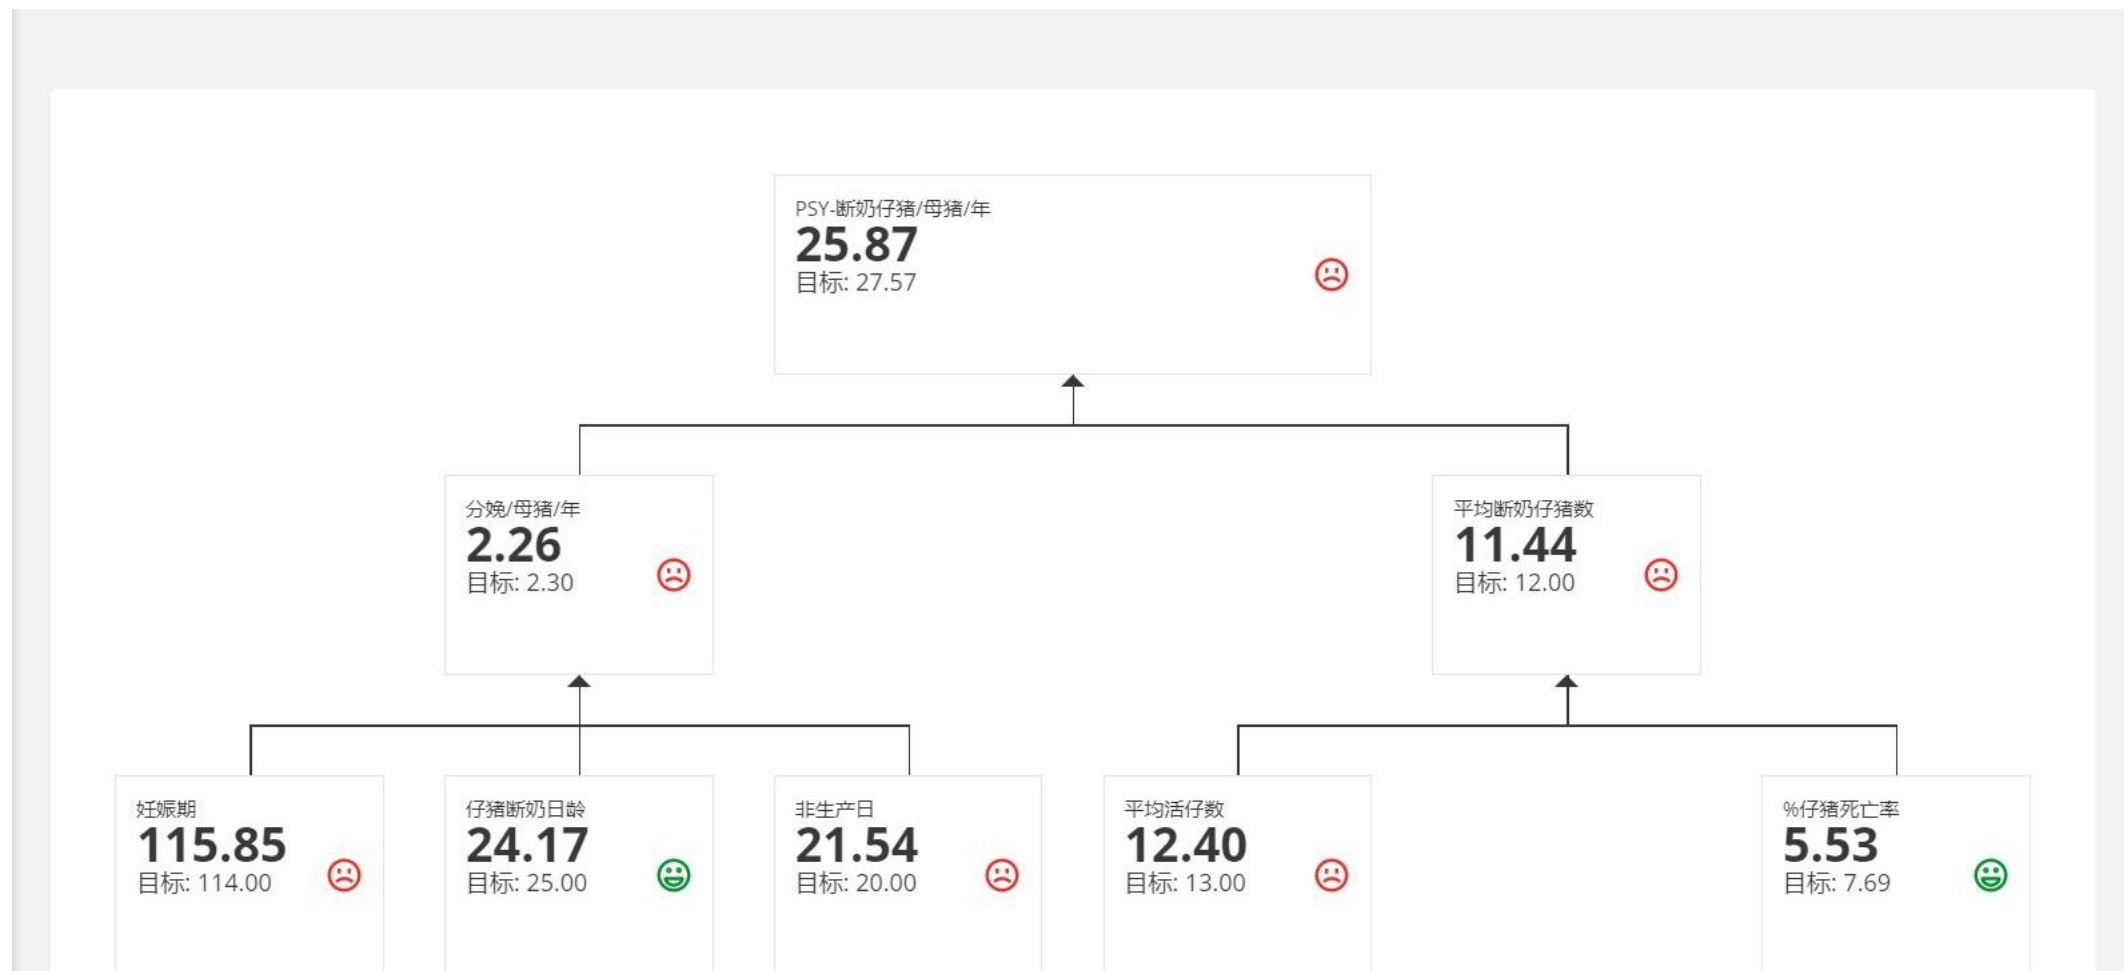 PSY-断奶仔猪/母猪/年
25.87
目标: 27.57
分娩/母猪/年
2.26
目标: 2.30
平均断奶仔猪数
11.44
目标: 12.00
妊娠期
115.85
目标: 114.00
仔猪断奶日龄
24.17
目标: 25.00
非生产日
21.54
目标: 20.00
平均活仔数
12.40
目标: 13.00
%仔猪死亡率
5.53
目标: 7.69